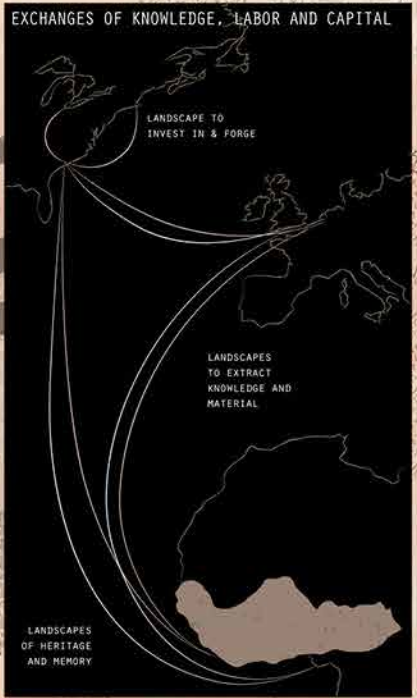 EXCHANGES OF KNOWLEDGE, LABOR AND CAPITAL
LANDSCAPE TO
INVEST IN & FORGE
LANDSCAPES
TO EXTRACT
KNOWLEDGE AND
MATERIAL
LANDSCAPES
OF HERITAGE
AND MEMORY